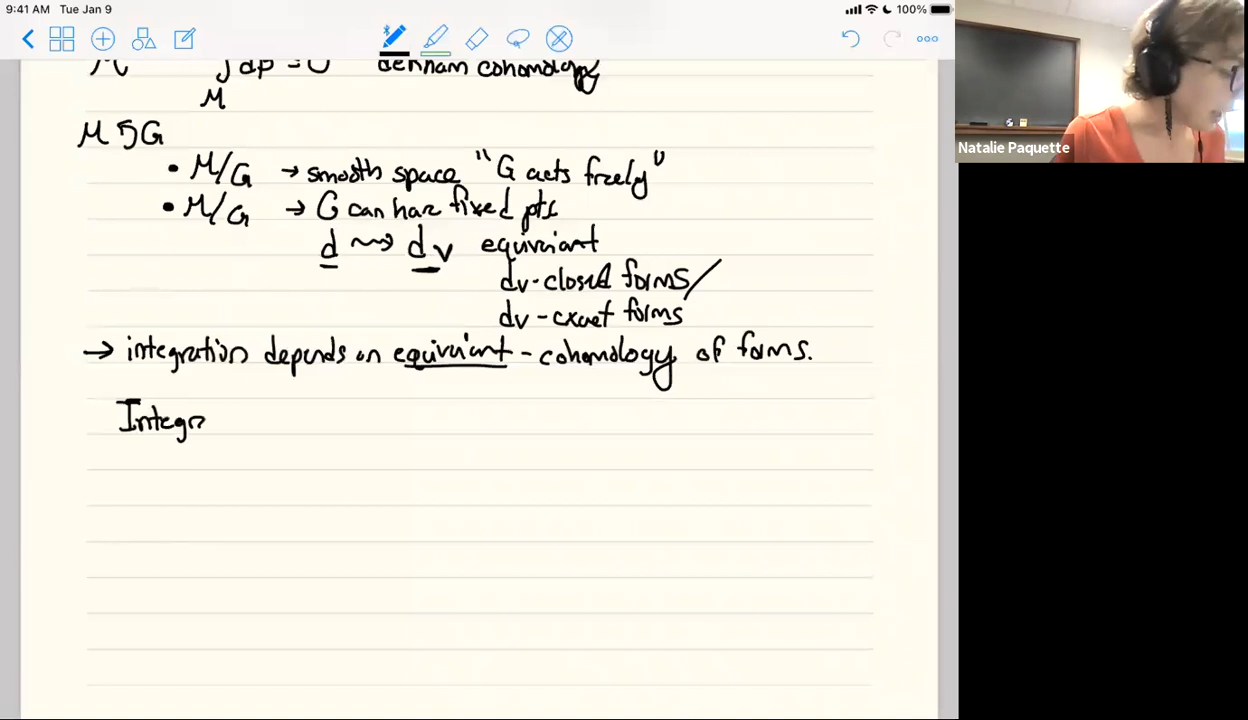 9:41 AM Tue Jan 9
100%
M ∫ dβ = 0 deRham cohomology
M
M ↺ G
• M/G → smooth space "G acts freely"
• M/G → G can have fixed pts
d ⇝ dv equivariant
dv-closed forms/
dv-exact forms
→ integration depends on equivariant-cohomology of forms.
Integr
Natalie Paquette